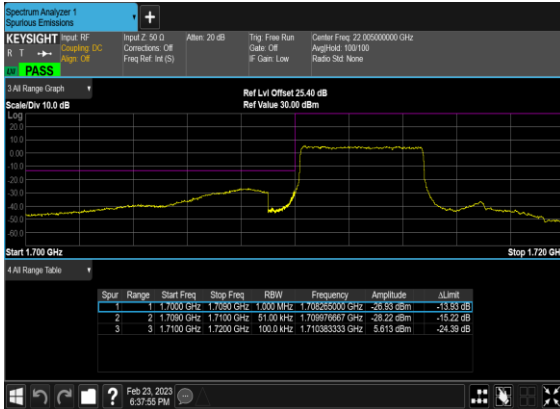 Spectrum Analyzer 1
Spurious Emissions
+
KEYSIGHT Input: RF Input Z: 50 Ω Atten: 20 dB Trig: Free Run Center Freq: 22.005000000 GHz
R T Coupling: DC Corrections: Off Gate: Off Avg|Hold: 100/100
Align: Off Freq Ref: Int (S) IF Gain: Low Radio Std: None
PASS
3 All Range Graph
Ref Lvl Offset 25.40 dB
Scale/Div 10.0 dB Ref Value 30.00 dBm
Log
20.0
10.0
0.00
-10.0
-20.0
-30.0
-40.0
-50.0
-60.0
Start 1.700 GHz Stop 1.720 GH
4 All Range Table
Spur Range Start Freq Stop Freq RBW Frequency Amplitude ΔLimit
1 1 1.7000 GHz 1.7090 GHz 1.000 MHz 1.708265000 GHz -26.93 dBm -13.93 dB
2 2 1.7090 GHz 1.7100 GHz 51.00 kHz 1.709976667 GHz -28.22 dBm -15.22 dB
3 3 1.7100 GHz 1.7200 GHz 100.0 kHz 1.710383333 GHz 5.613 dBm -24.39 dB
? Feb 23, 2023
6:37:55 PM